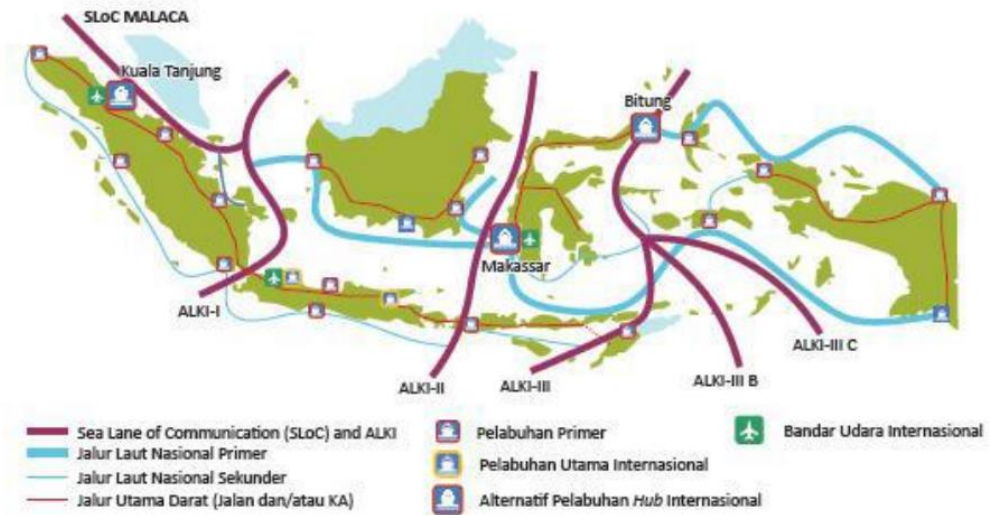 SLoC MALACA
Kuala Tanjung
Bitung
Makassar
ALKI-I
ALKI-II
ALKI-III
ALKI-III B
ALKI-III C
Sea Lane of Communication (SLoC) and ALKI
Jalur Laut Nasional Primer
Jalur Laut Nasional Sekunder
Jalur Utama Darat (Jalan dan/atau KA)
Pelabuhan Primer
Pelabuhan Utama Internasional
Alternatif Pelabuhan Hub Internasional
Bandar Udara Internasional